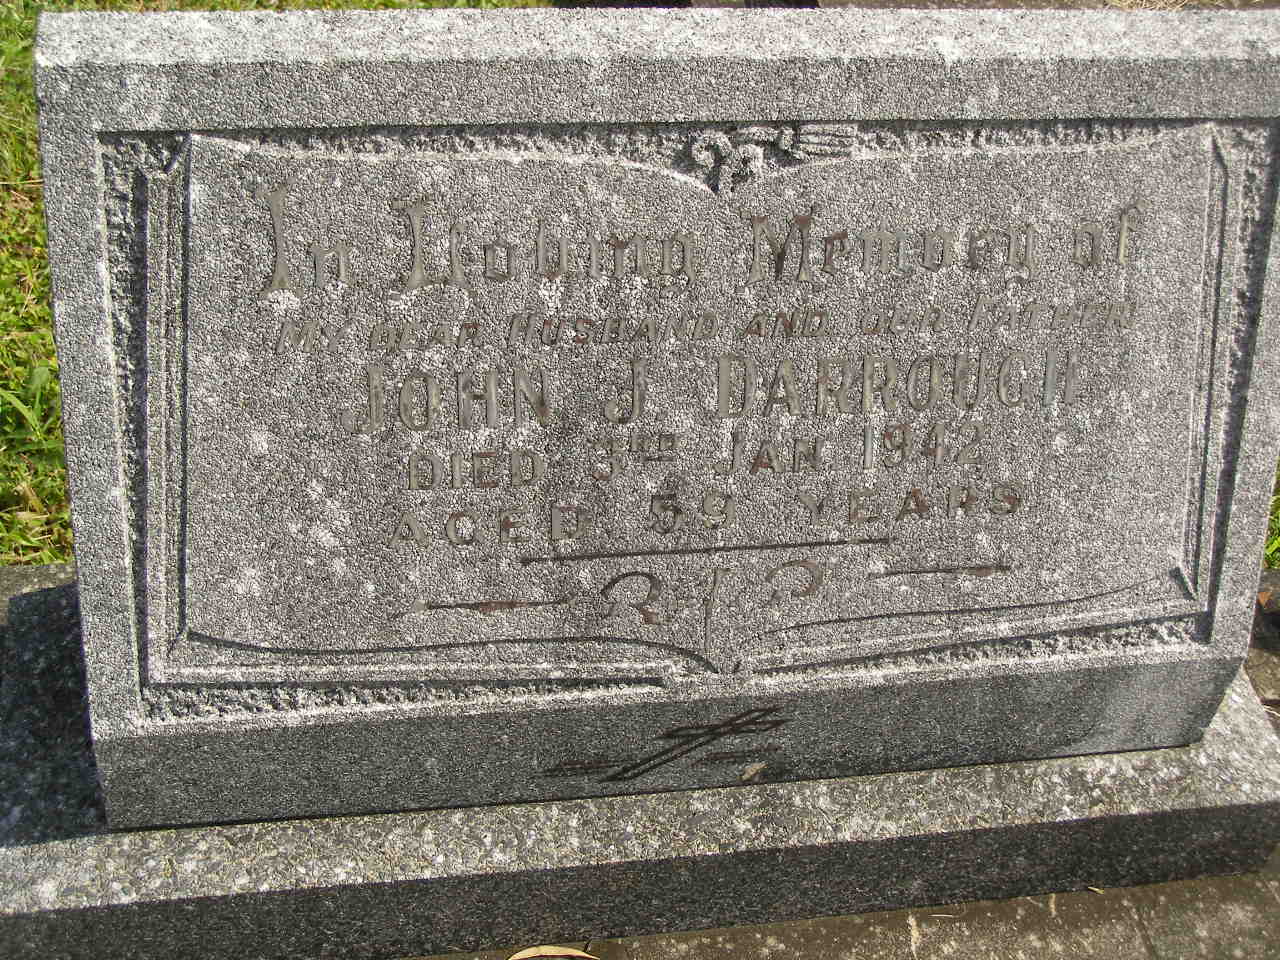 In Loving Memory of
MY DEAR HUSBAND AND OUR FATHER
JOHN J. DARROUGH
DIED 3RD JAN 1942
AGED 59 YEARS
R I P